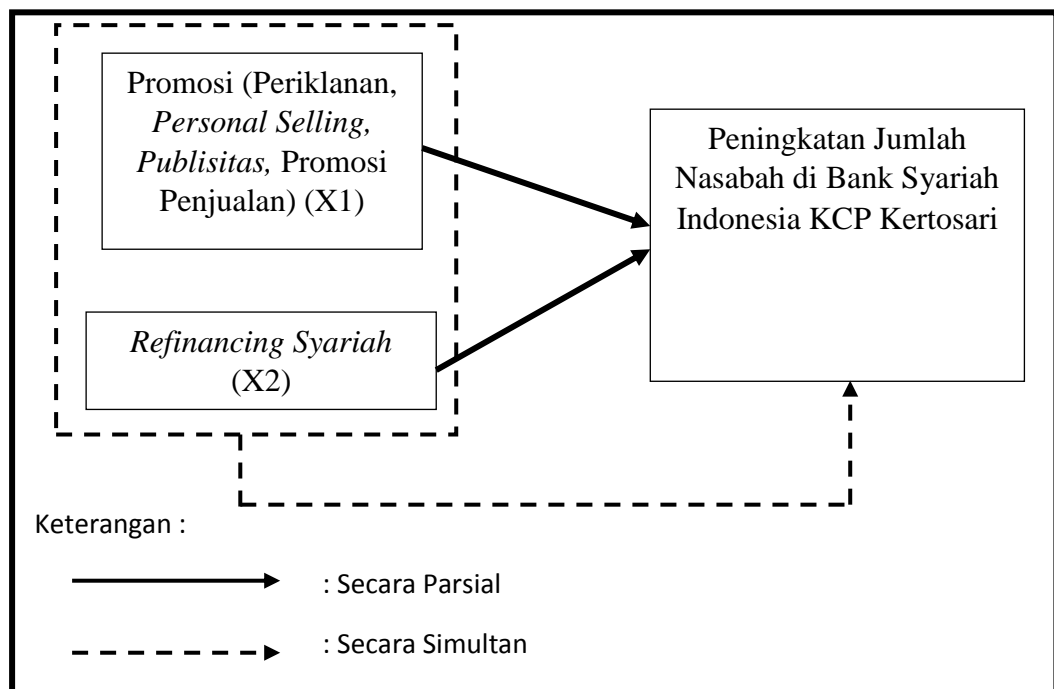 Promosi (Periklanan,
Personal Selling,
Publisitas, Promosi
Penjualan) (X1)
Peningkatan Jumlah
Nasabah di Bank Syariah
Indonesia KCP Kertosari
Refinancing Syariah
(X2)
Keterangan :
: Secara Parsial
: Secara Simultan